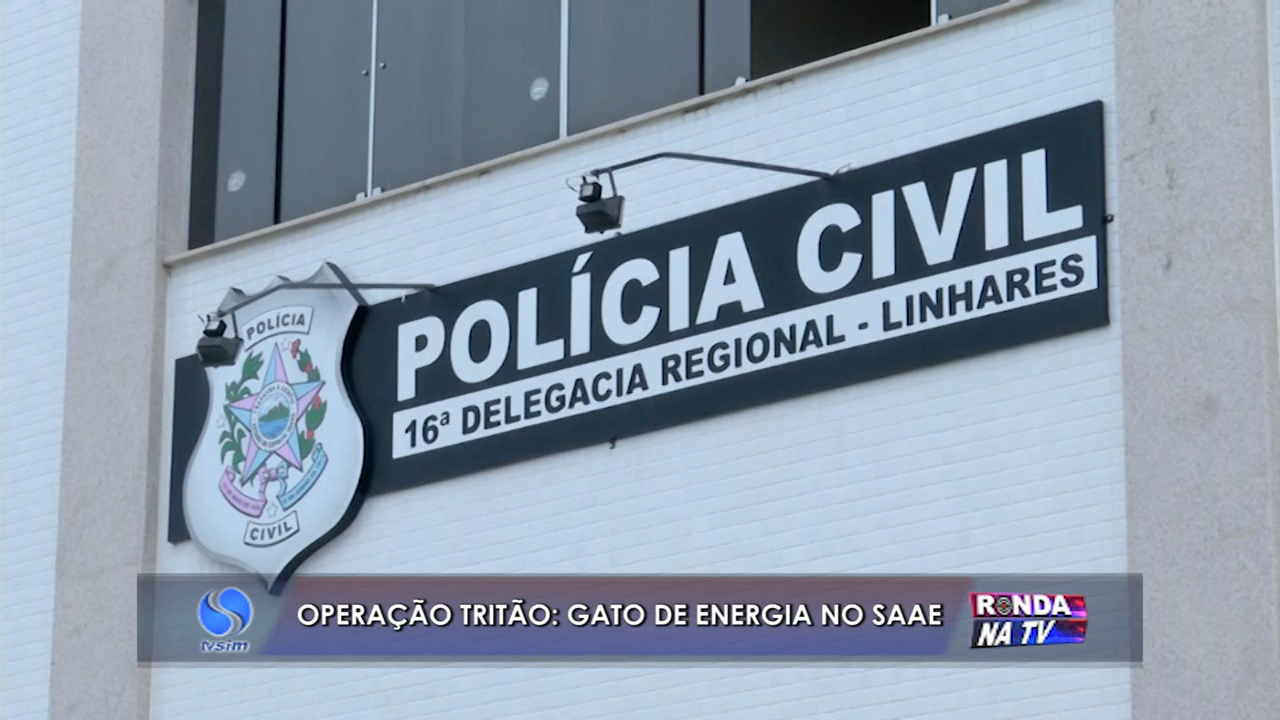 POLÍCIA CIVIL
16ª DELEGACIA REGIONAL - LINHARES
POLÍCIA
CIVIL
tvsim
OPERAÇÃO TRITÃO: GATO DE ENERGIA NO SAAE
RONDA
NA TV